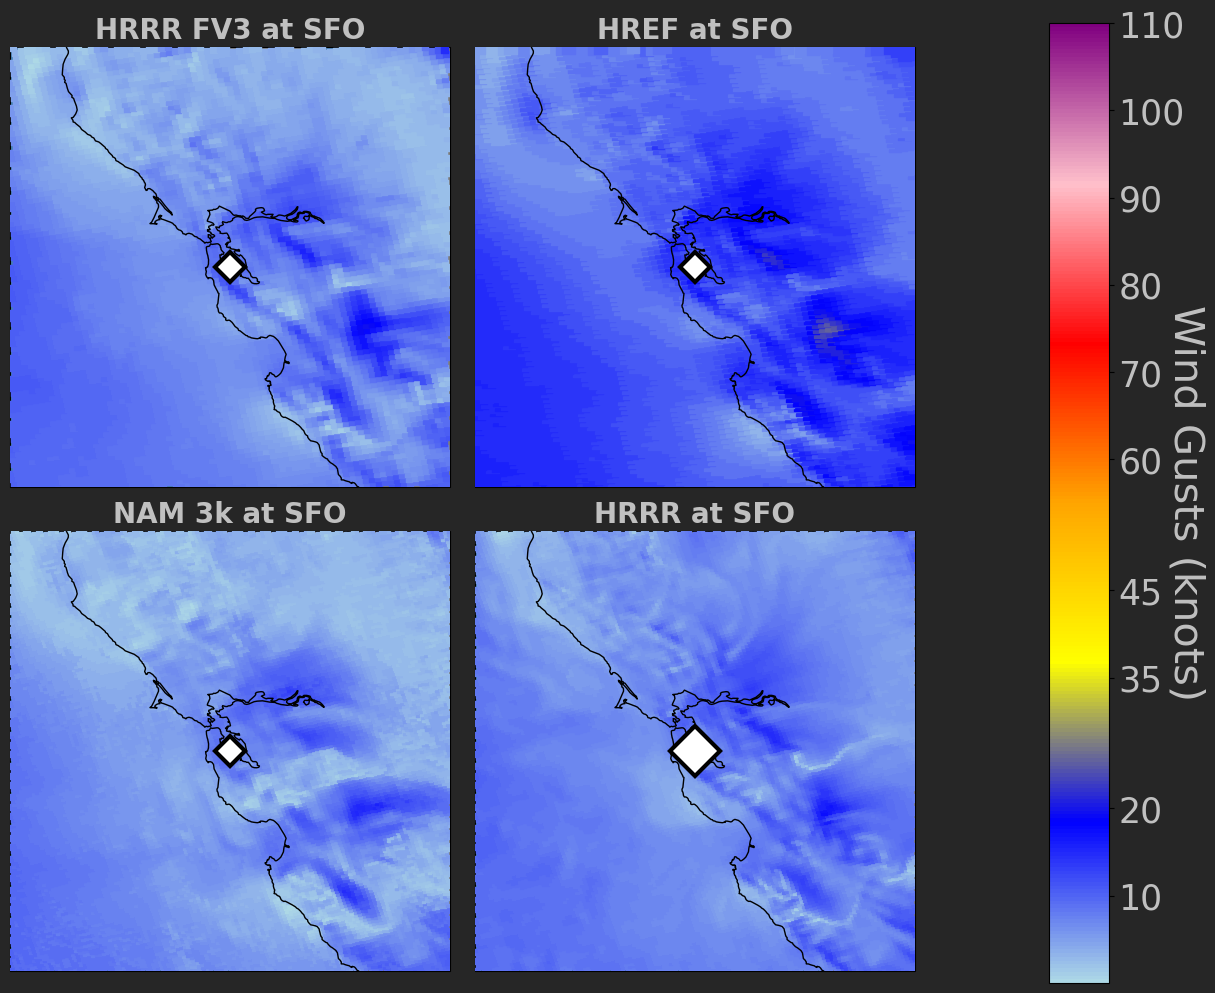 HRRR FV3 at SFO
HREF at SFO
NAM 3k at SFO
HRRR at SFO
110
100
90
80
70
60
45
35
20
10
Wind Gusts (knots)